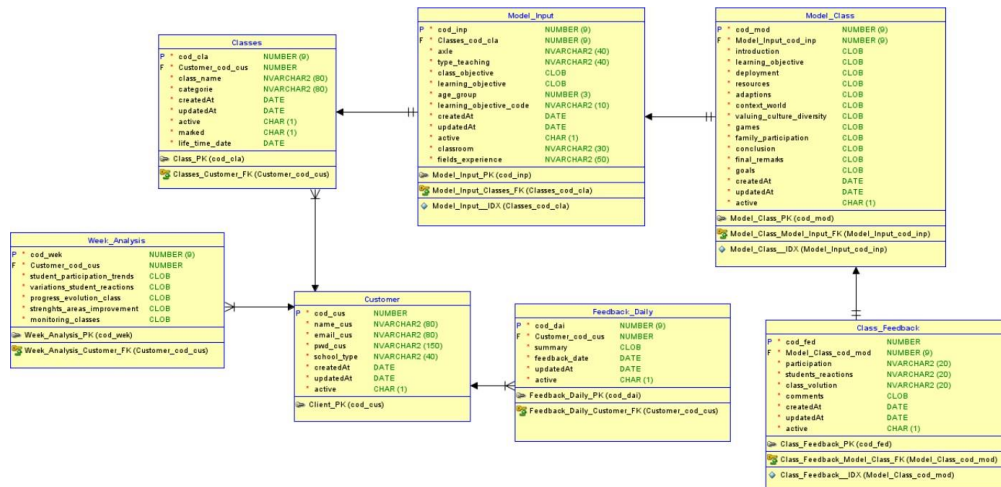 Classes
P * cod_cla NUMBER (9)
F * Customer_cod_cus NUMBER
* class_name NVARCHAR2 (80)
* categorie NVARCHAR2 (80)
* createdAt DATE
* updatedAt DATE
* active CHAR (1)
* marked CHAR (1)
* life_time_date DATE
Class_PK (cod_cla)
Classes_Customer_FK (Customer_cod_cus)
Model_Input
P * cod_inp NUMBER (9)
F * Classes_cod_cla NUMBER (9)
* axle NVARCHAR2 (40)
* type_teaching NVARCHAR2 (40)
* class_objective CLOB
* learning_objective CLOB
* age_group NUMBER (3)
* learning_objective_code NVARCHAR2 (10)
* createdAt DATE
* updatedAt DATE
* active CHAR (1)
* classroom NVARCHAR2 (30)
* fields_experience NVARCHAR2 (50)
Model_Input_PK (cod_inp)
Model_Input_Classes_FK (Classes_cod_cla)
Model_Input__IDX (Classes_cod_cla)
Model_Class
P * cod_mod NUMBER (9)
F * Model_Input_cod_inp NUMBER (9)
* introduction CLOB
* learning_objective CLOB
* deployment CLOB
* resources CLOB
* adaptions CLOB
* context_world CLOB
* valuing_culture_diversity CLOB
* games CLOB
* family_participation CLOB
* conclusion CLOB
* final_remarks CLOB
* goals CLOB
* createdAt DATE
* updatedAt DATE
* active CHAR (1)
Model_Class_PK (cod_mod)
Model_Class_Model_Input_FK (Model_Input_cod_inp)
Model_Class__IDX (Model_Input_cod_inp)
Week_Analysis
P * cod_wek NUMBER (9)
F * Customer_cod_cus NUMBER
* student_participation_trends CLOB
* variations_student_reactions CLOB
* progress_evolution_class CLOB
* strenghts_areas_improvement CLOB
* monitoring_classes CLOB
Week_Analysis_PK (cod_wek)
Week_Analysis_Customer_FK (Customer_cod_cus)
Customer
P * cod_cus NUMBER
* name_cus NVARCHAR2 (80)
* email_cus NVARCHAR2 (80)
* pwd_cus NVARCHAR2 (150)
* school_type NVARCHAR2 (40)
* createdAt DATE
* updatedAt DATE
* active CHAR (1)
Client_PK (cod_cus)
Feedback_Daily
P * cod_dai NUMBER (9)
F * Customer_cod_cus NUMBER
* summary CLOB
* feedback_date DATE
* updatedAt DATE
* active CHAR (1)
Feedback_Daily_PK (cod_dai)
Feedback_Daily_Customer_FK (Customer_cod_cus)
Class_Feedback
P * cod_fed NUMBER
F * Model_Class_cod_mod NUMBER (9)
* participation NVARCHAR2 (20)
* students_reactions NVARCHAR2 (20)
* class_volution NVARCHAR2 (20)
* comments CLOB
* createdAt DATE
* updatedAt DATE
* active CHAR (1)
Class_Feedback_PK (cod_fed)
Class_Feedback_Model_Class_FK (Model_Class_cod_mod)
Class_Feedback__IDX (Model_Class_cod_mod)